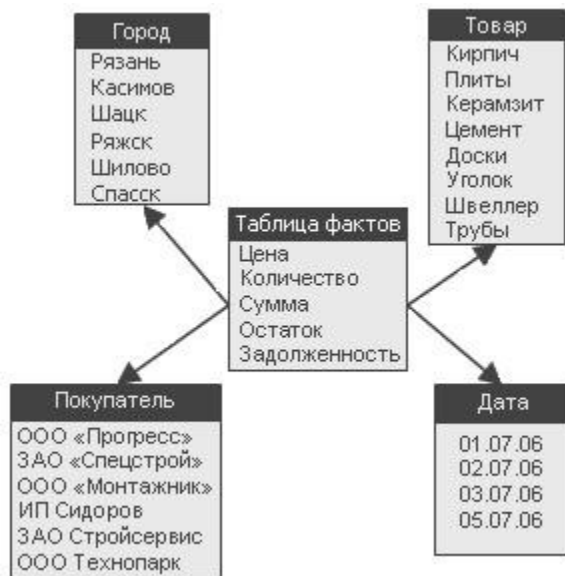 Город
Рязань
Касимов
Шацк
Ряжск
Шилово
Спасск
Товар
Кирпич
Плиты
Керамзит
Цемент
Доски
Уголок
Швеллер
Трубы
Таблица фактов
Цена
Количество
Сумма
Остаток
Задолженность
Покупатель
ООО «Прогресс»
ЗАО «Спецстрой»
ООО «Монтажник»
ИП Сидоров
ЗАО Стройсервис
ООО Технопарк
Дата
01.07.06
02.07.06
03.07.06
05.07.06